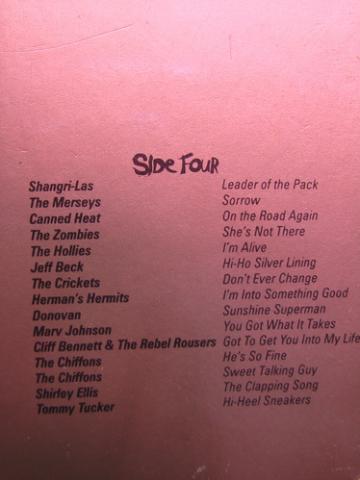 Side Four
Shangri-Las Leader of the Pack
The Merseys Sorrow
Canned Heat On the Road Again
The Zombies She's Not There
The Hollies I'm Alive
Jeff Beck Hi-Ho Silver Lining
The Crickets Don't Ever Change
Herman's Hermits I'm Into Something Good
Donovan Sunshine Superman
Marv Johnson You Got What It Takes
Cliff Bennett & The Rebel Rousers Got To Get You Into My Life
The Chiffons He's So Fine
The Chiffons Sweet Talking Guy
Shirley Ellis The Clapping Song
Tommy Tucker Hi-Heel Sneakers